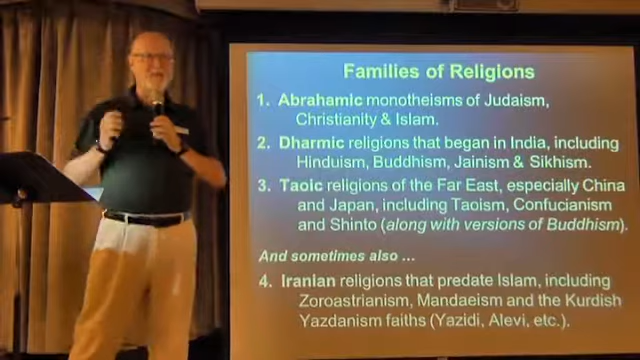 Families of Religions
1. Abrahamic monotheisms of Judaism,
Christianity & Islam.
2. Dharmic religions that began in India, including
Hinduism, Buddhism, Jainism & Sikhism.
3. Taoic religions of the Far East, especially China
and Japan, including Taoism, Confucianism
and Shinto (along with versions of Buddhism).
And sometimes also ...
4. Iranian religions that predate Islam, including
Zoroastrianism, Mandaeism and the Kurdish
Yazdanism faiths (Yazidi, Alevi, etc.).